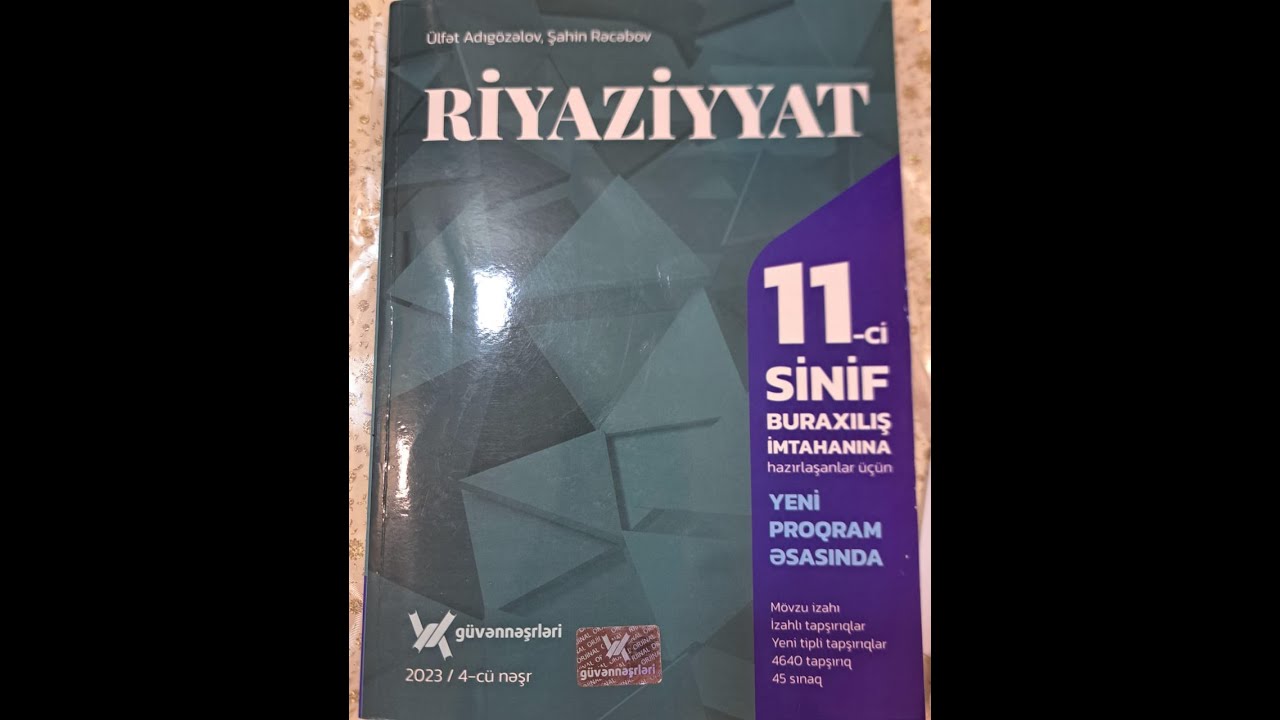 Ülfət Adıgözəlov, Şahin Rəcəbov
RİYAZİYYAT
11-ci
SİNİF
BURAXILIŞ
İMTAHANINA
hazırlaşanlar üçün
YENİ
PROQRAM
ƏSASINDA
Mövzu izahı
İzahlı tapşırıqlar
Yeni tipli tapşırıqlar
4640 tapşırıq
45 sınaq
güvənnəşrləri
2023 / 4-cü nəşr
güvənnəşrləri